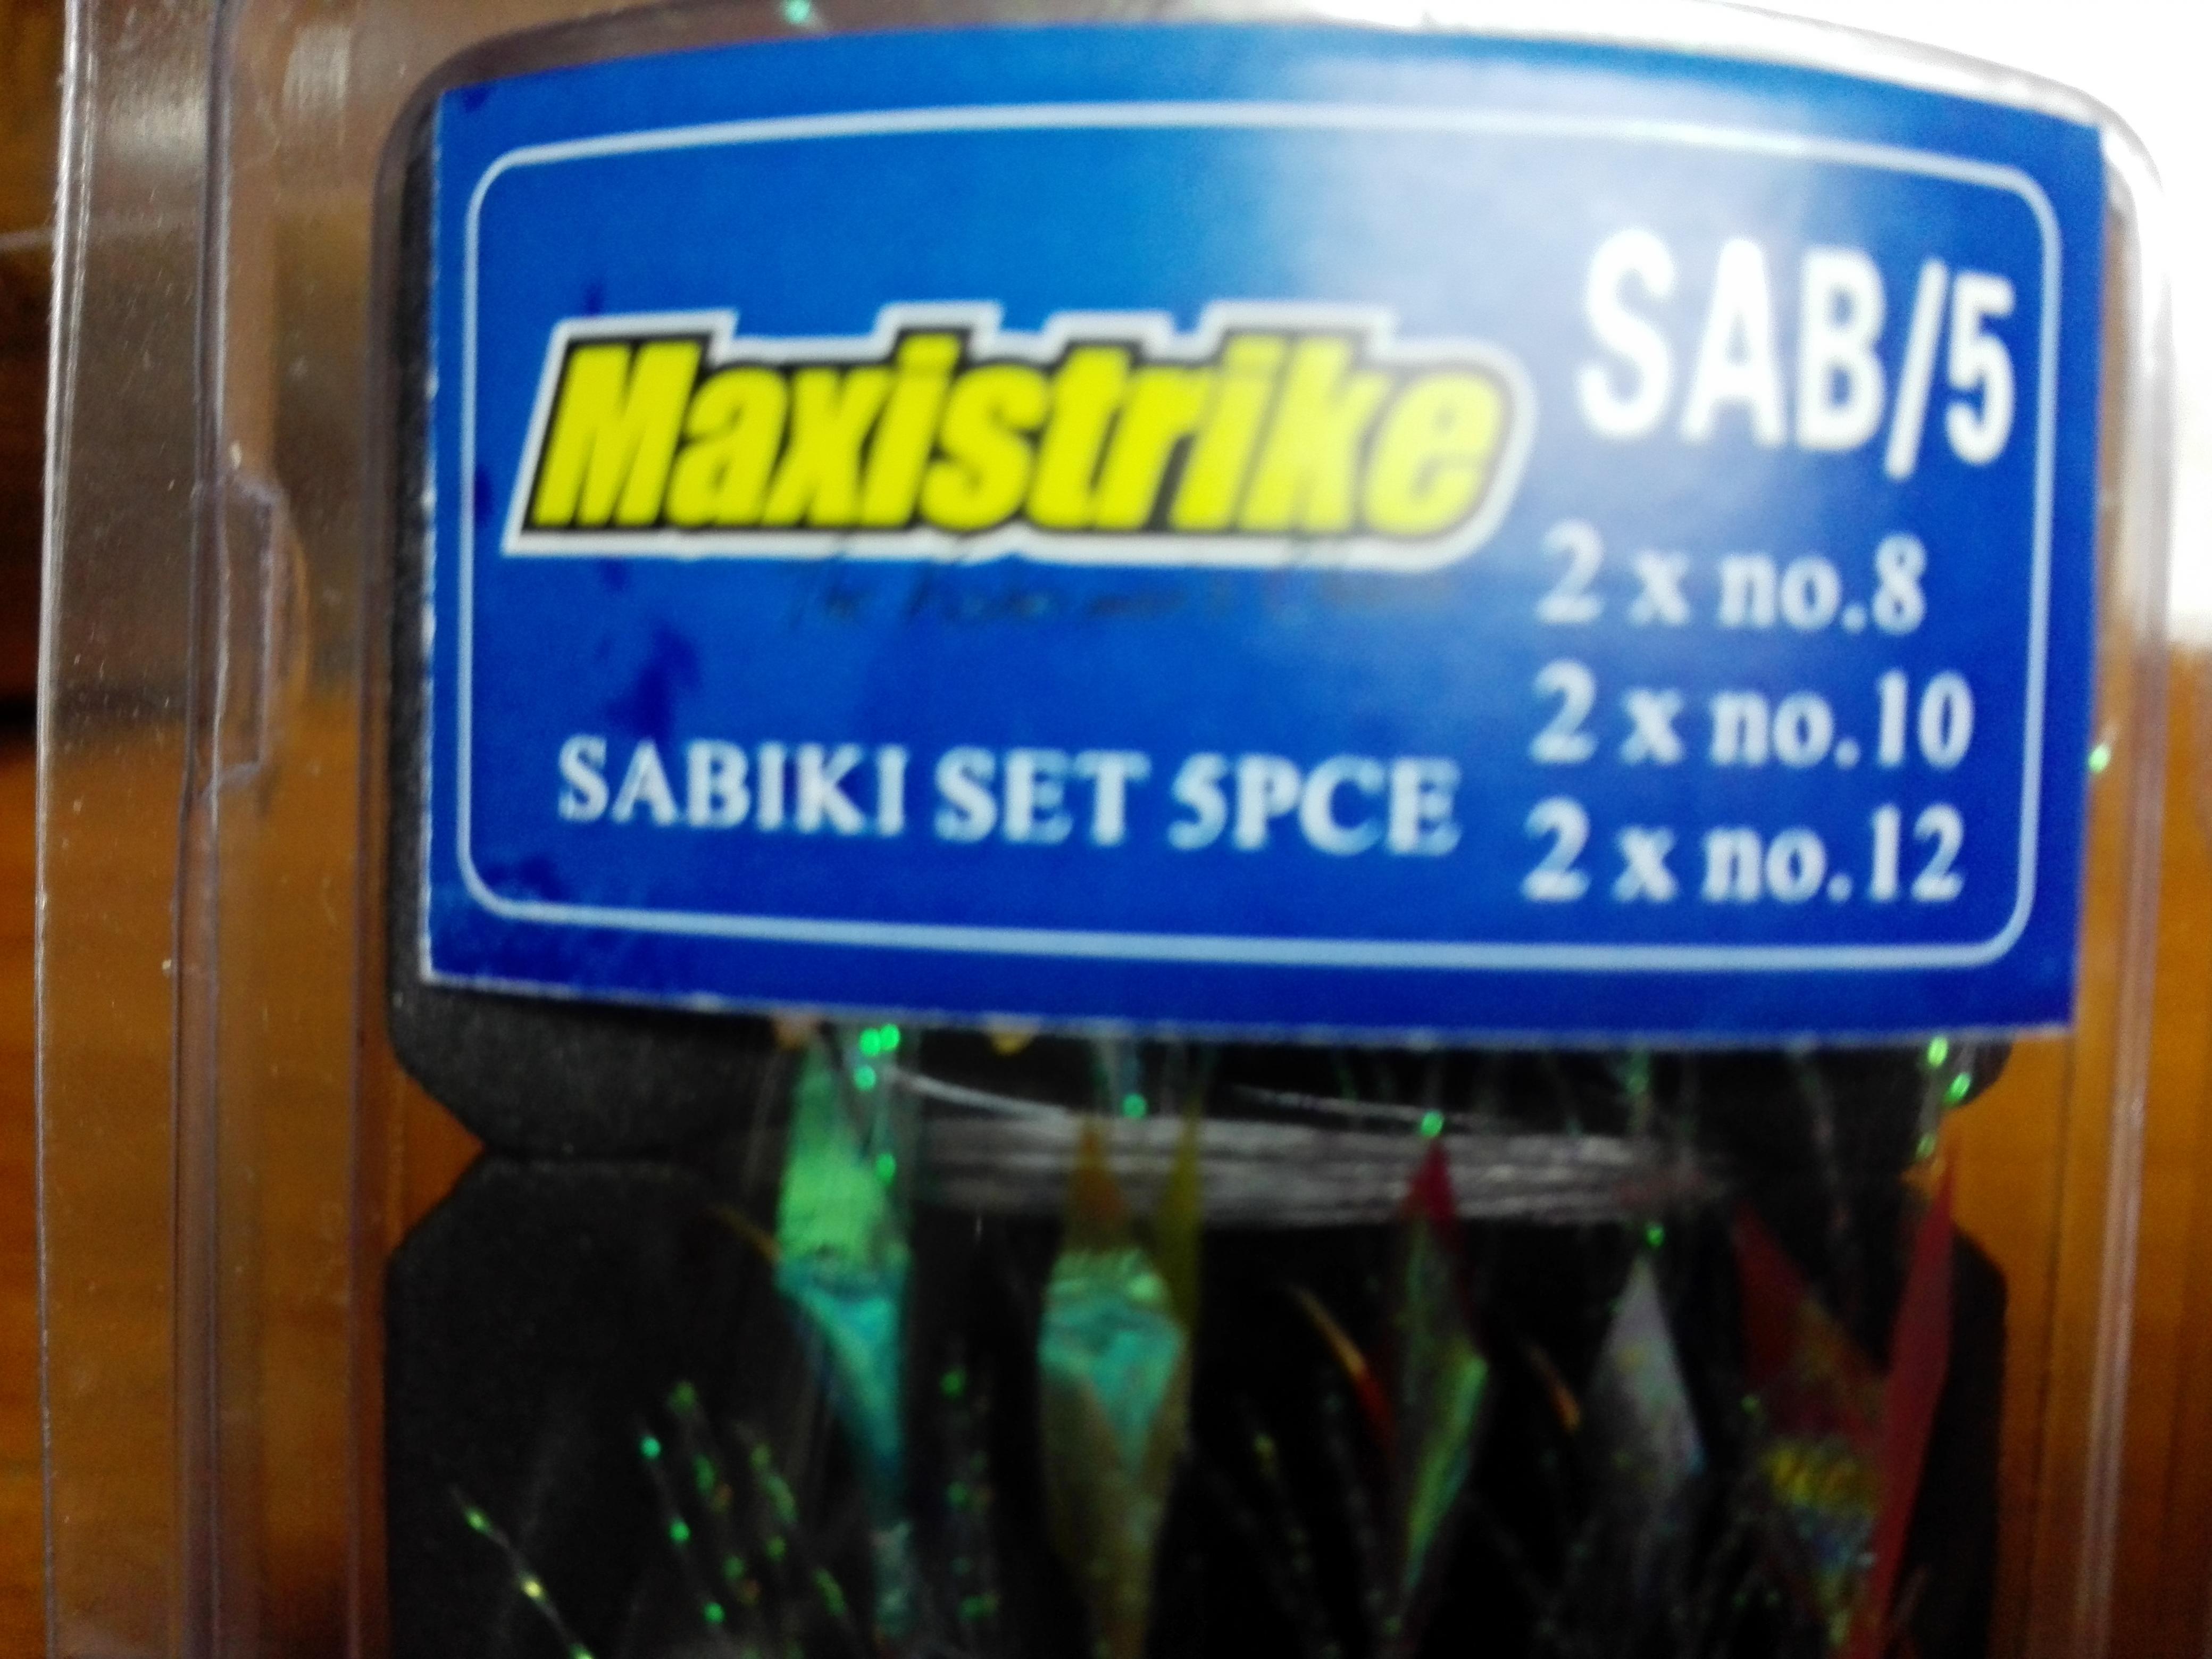 Maxistrike
SAB/5
2 x no.8
2 x no.10
2 x no.12
SABIKI SET 5PCE